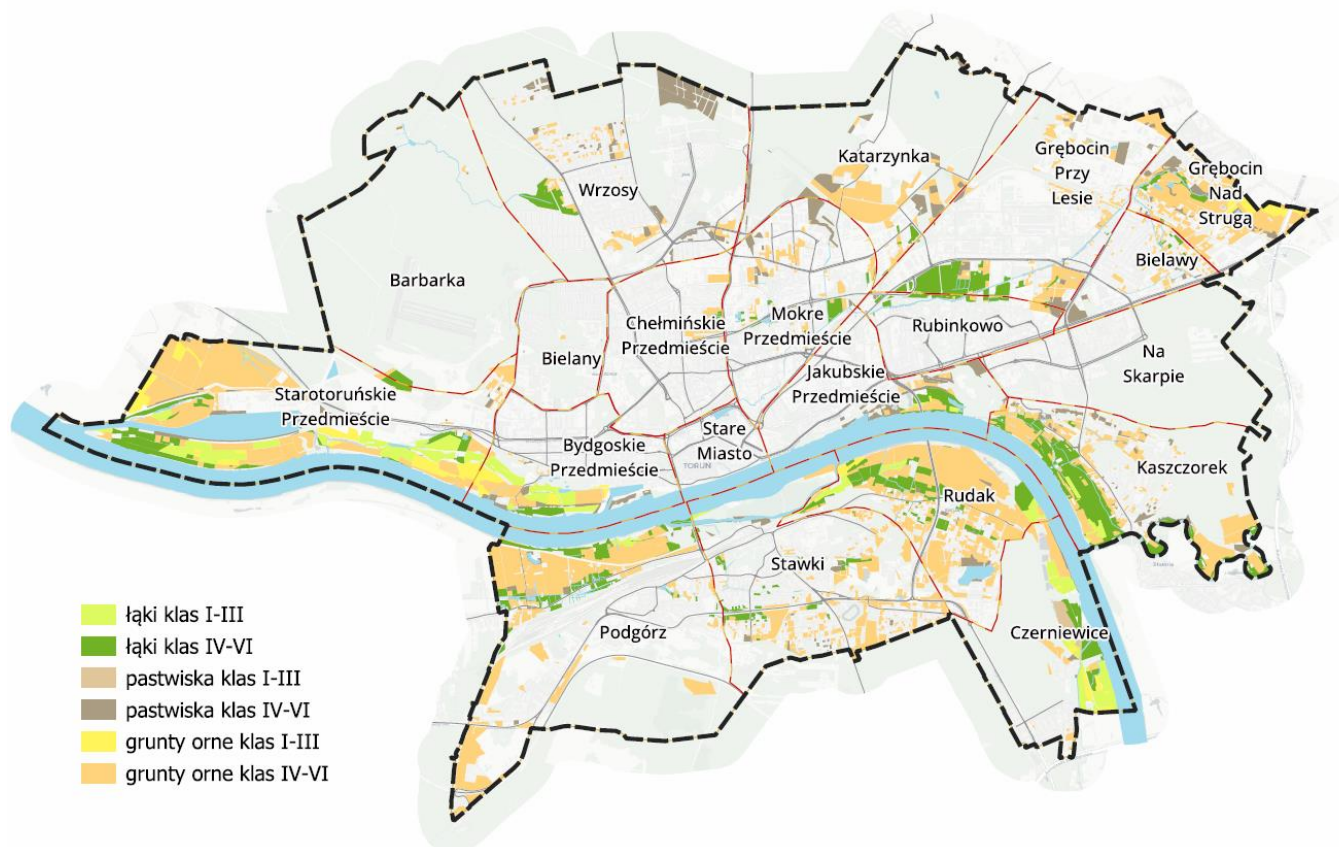 Katarzynka
Grębocin
Przy
Lesie
Grębocin
Nad
Strugą
Wrzosy
Bielawy
Barbarka
Chełmińskie
Przedmieście
Mokre
Przedmieście
Rubinkowo
Bielany
Na
Skarpie
Jakubskie
Przedmieście
Starotoruńskie
Przedmieście
Stare
Miasto
Bydgoskie
Przedmieście
TORUŃ
Kaszczorek
Rudak
Stawki
Podgórz
Czerniewice
łąki klas I-III
łąki klas IV-VI
pastwiska klas I-III
pastwiska klas IV-VI
grunty orne klas I-III
grunty orne klas IV-VI